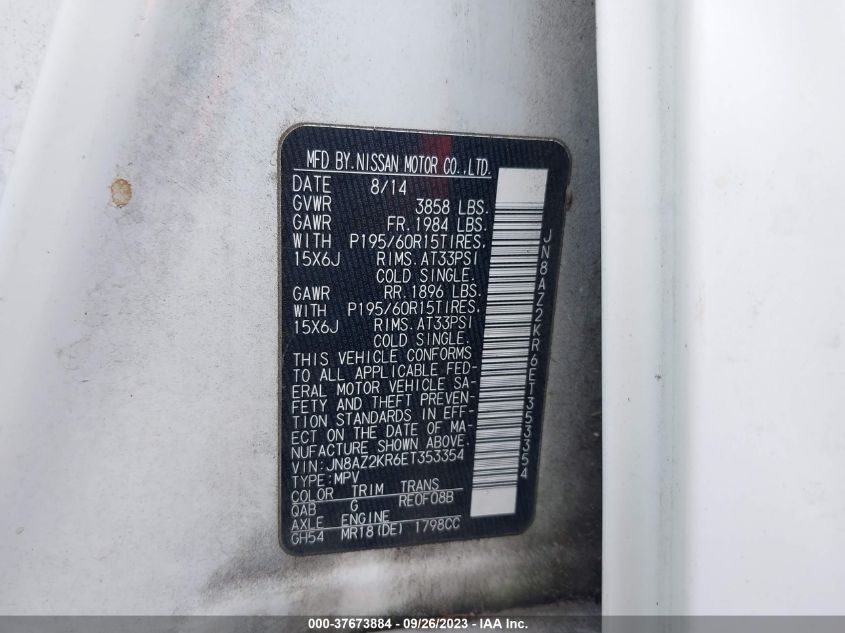 MFD BY.NISSAN MOTOR CO.,LTD.
DATE 8/14
GVWR 3858 LBS.
GAWR FR.1984 LBS.
WITH P195/60R15TIRES.
15X6J RIMS.AT33PSI
COLD SINGLE.
GAWR RR.1896 LBS.
WITH P195/60R15TIRES.
15X6J RIMS.AT33PSI
COLD SINGLE.
THIS VEHICLE CONFORMS
TO ALL APPLICABLE FED-
ERAL MOTOR VEHICLE SA-
FETY AND THEFT PREVEN-
TION STANDARDS IN EFF-
ECT ON THE DATE OF MA-
NUFACTURE SHOWN ABOVE.
VIN:JN8AZ2KR6ET353354
TYPE:MPV
COLOR TRIM TRANS
QAB G RE0F08B
AXLE ENGINE
GH54 MR18(DE) 1798CC
JN8AZ2KR6ET353354
000-37673884 - 09/26/2023 - IAA Inc.